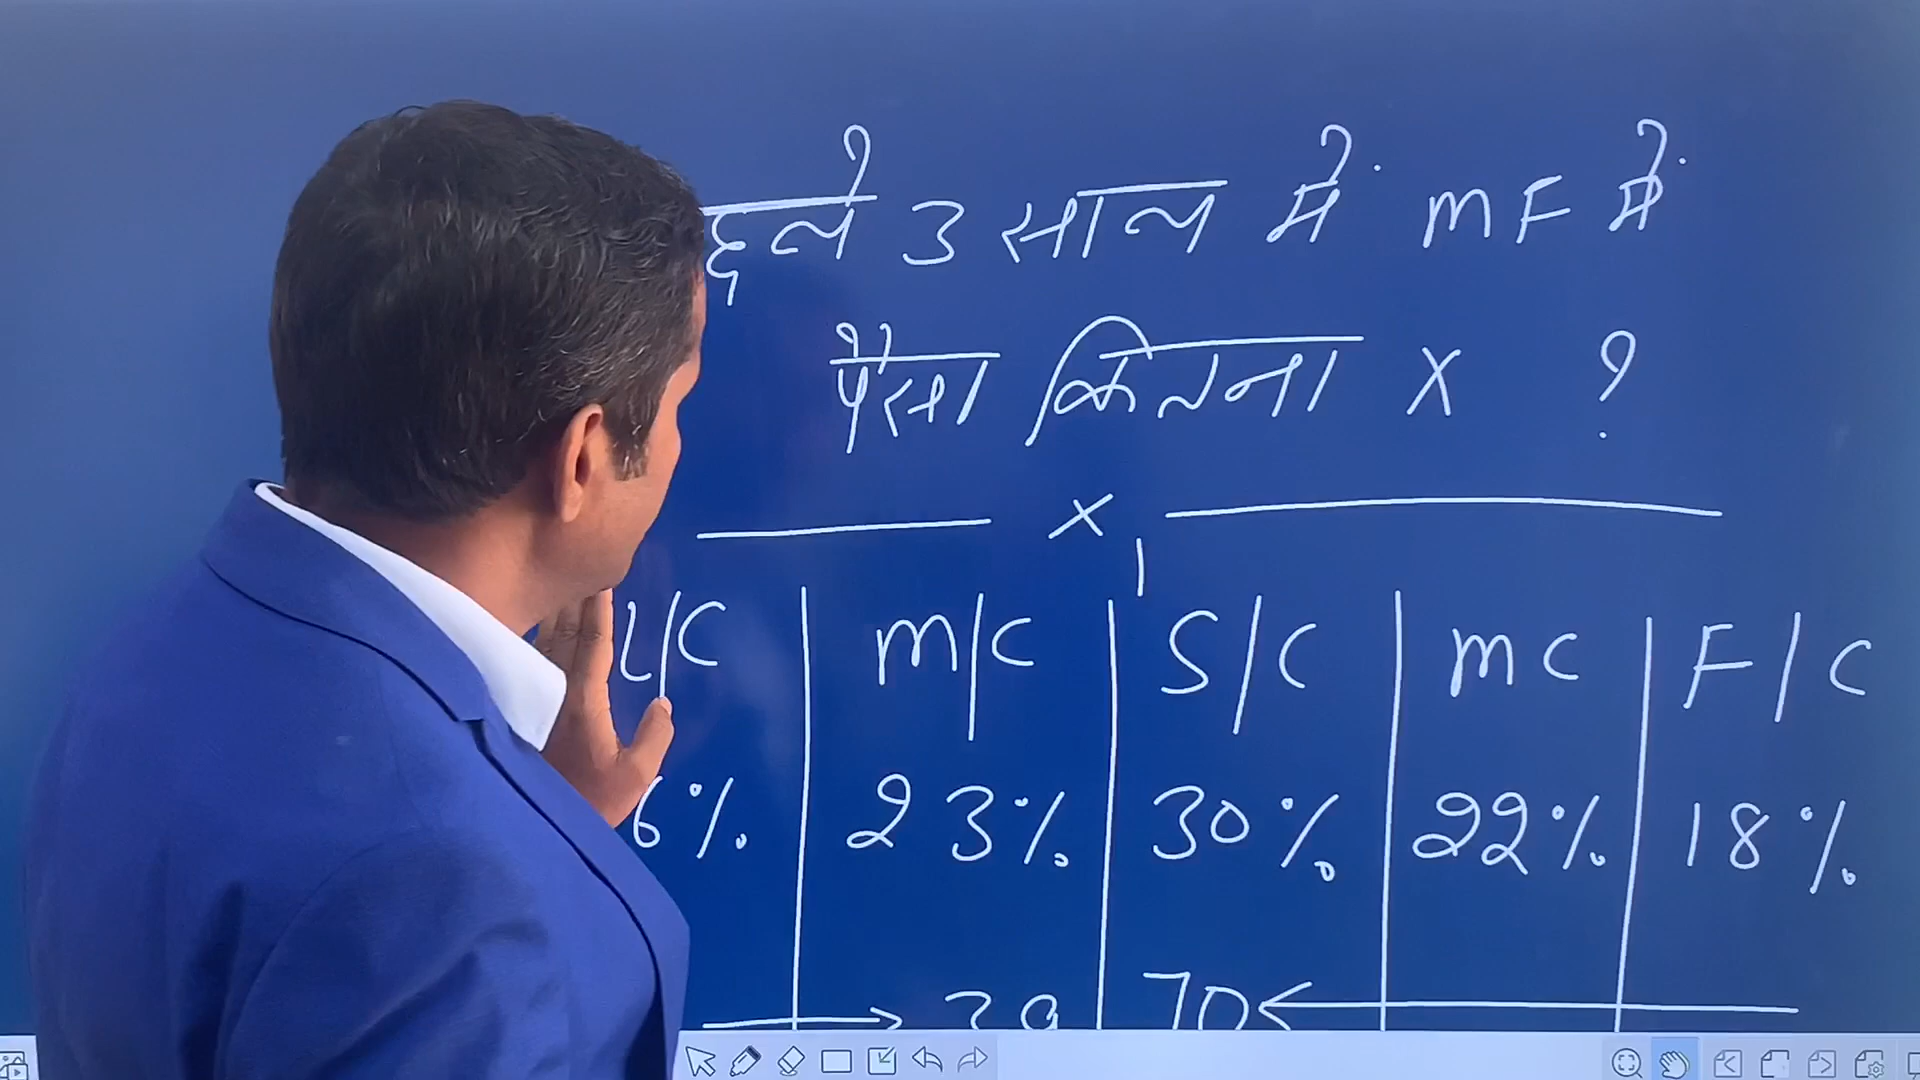 3 साल में MF में
पैसा कितना X ?
X
L/C M/C S/C MC F/C
6% 23% 30% 22% 18%
70